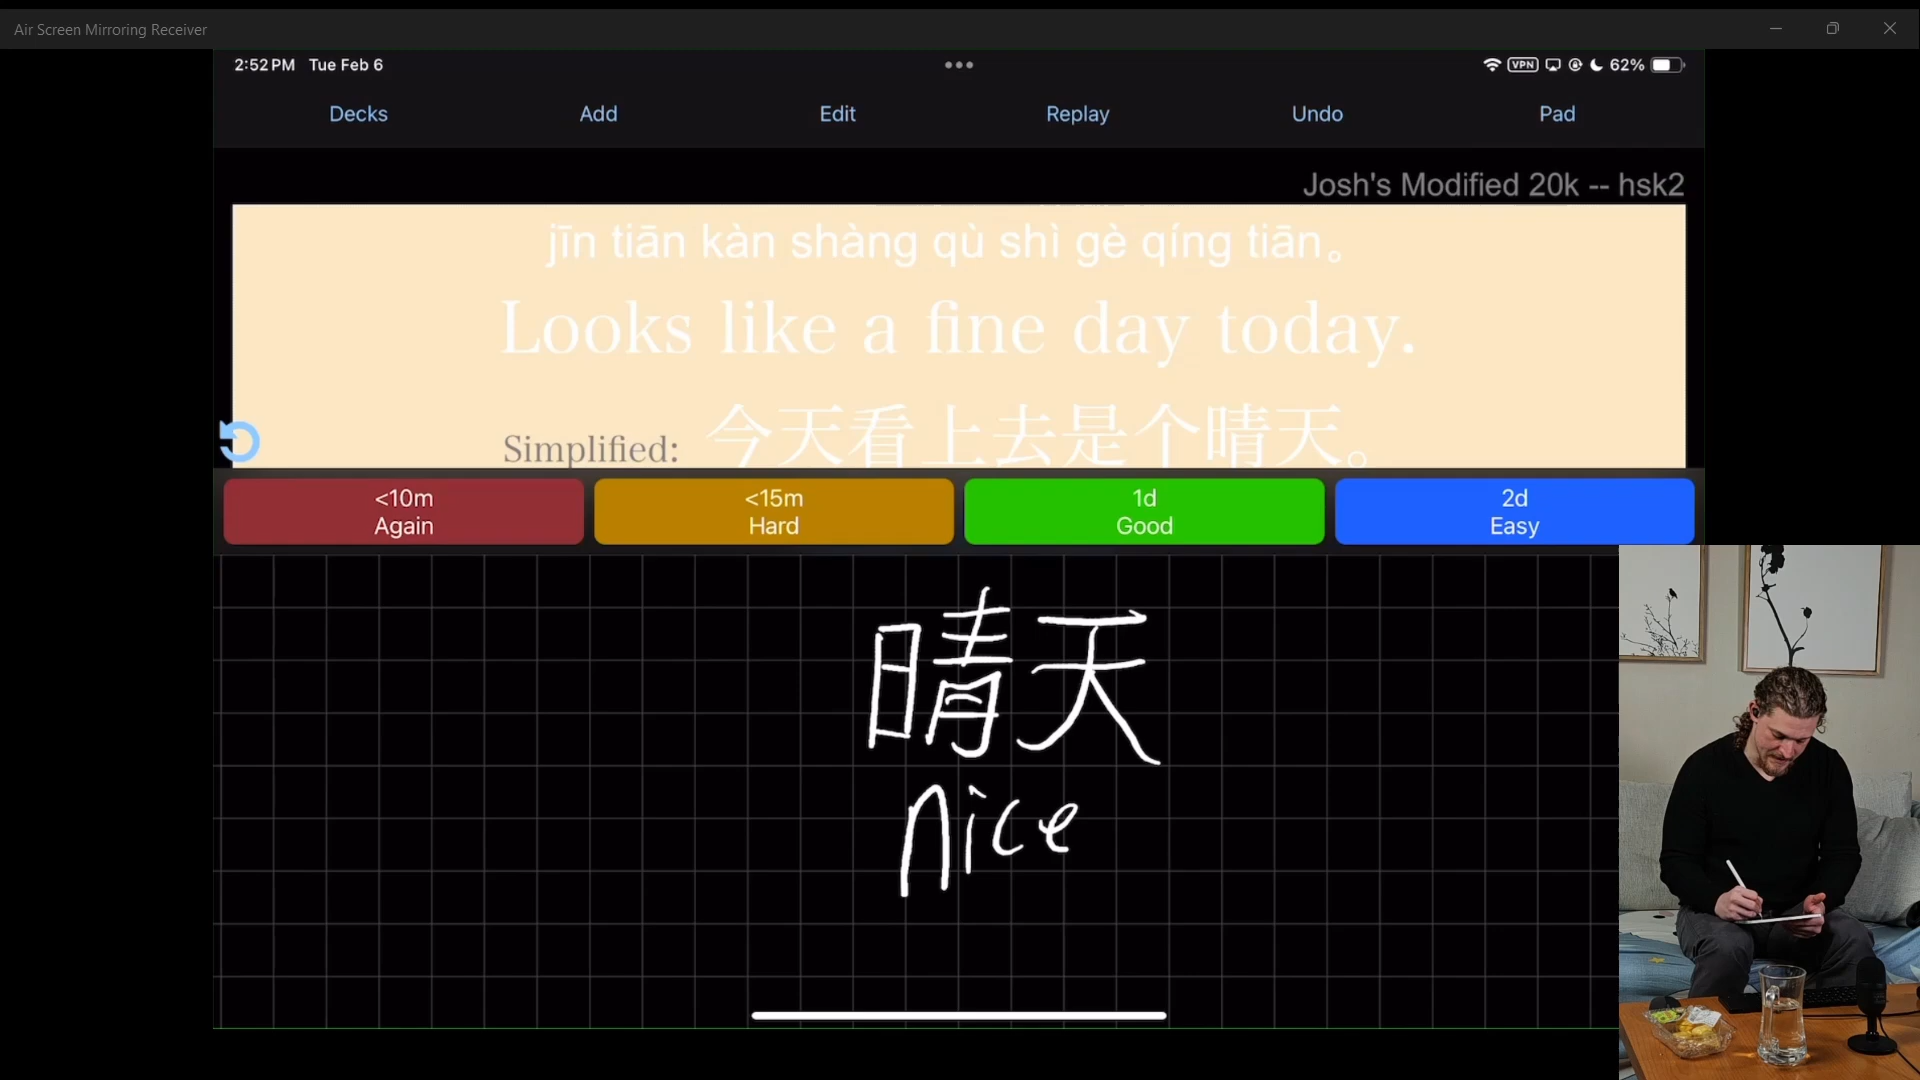 Air Screen Mirroring Receiver
2:52 PM Tue Feb 6
VPN 62%
Decks Add Edit Replay Undo Pad
Josh's Modified 20k -- hsk2
jīn tiān kàn shàng qù shì gè qíng tiān。
Looks like a fine day today.
Simplified: 今天看上去是个晴天。
<10m <15m 1d 2d
Again Hard Good Easy
晴天
nice